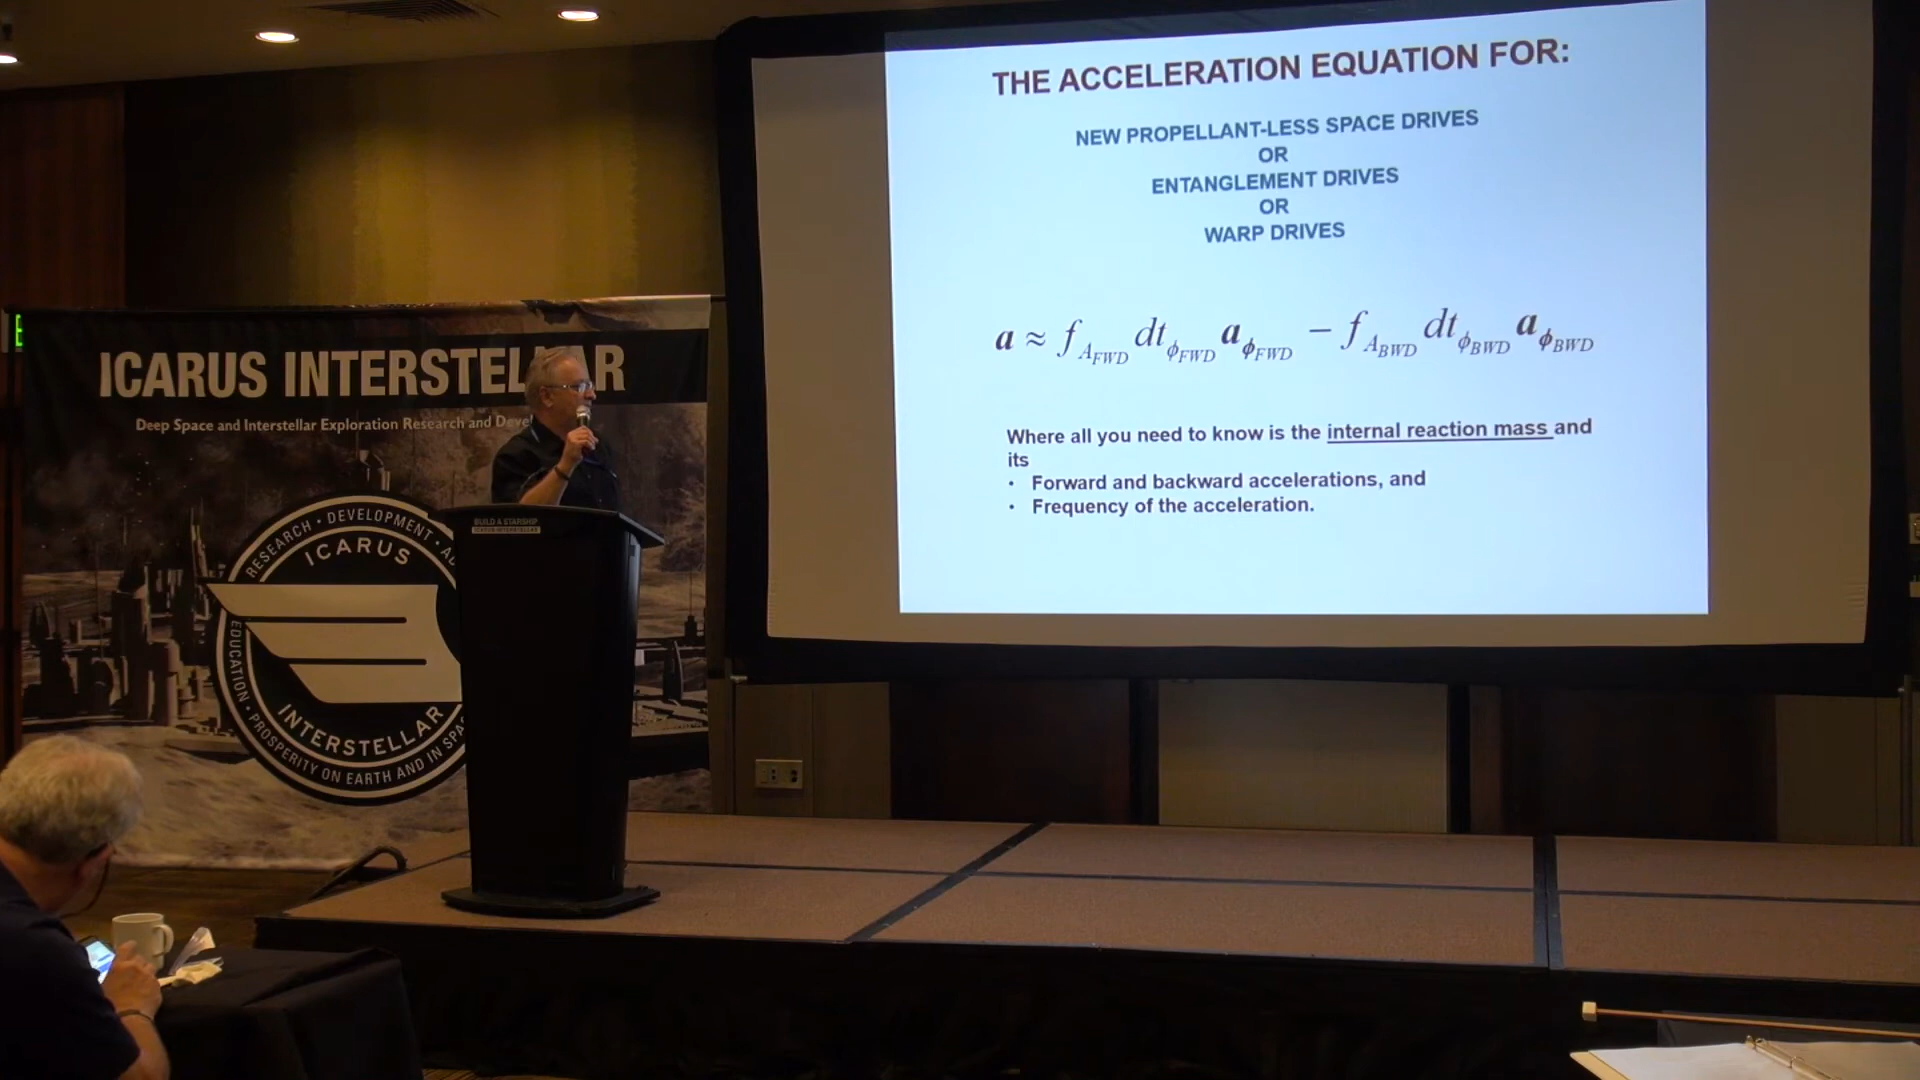 THE ACCELERATION EQUATION FOR:
NEW PROPELLANT-LESS SPACE DRIVES
OR
ENTANGLEMENT DRIVES
OR
WARP DRIVES
a ≈ f_{A_{FWD}} dt_{ϕ_{FWD}} a_{ϕ_{FWD}} − f_{A_{BWD}} dt_{ϕ_{BWD}} a_{ϕ_{BWD}}
Where all you need to know is the internal reaction mass and
its
• Forward and backward accelerations, and
• Frequency of the acceleration.
ICARUS INTERSTEL R
Deep Space and Interstellar Exploration Research and Deve
RESEARCH • DEVELOPMENT • A
ICARUS
INTERSTELLAR
EDUCATION • PROSPERITY ON EARTH AND IN SPA
BUILD A STARSHIP
ICARUS INTERSTELLAR
E